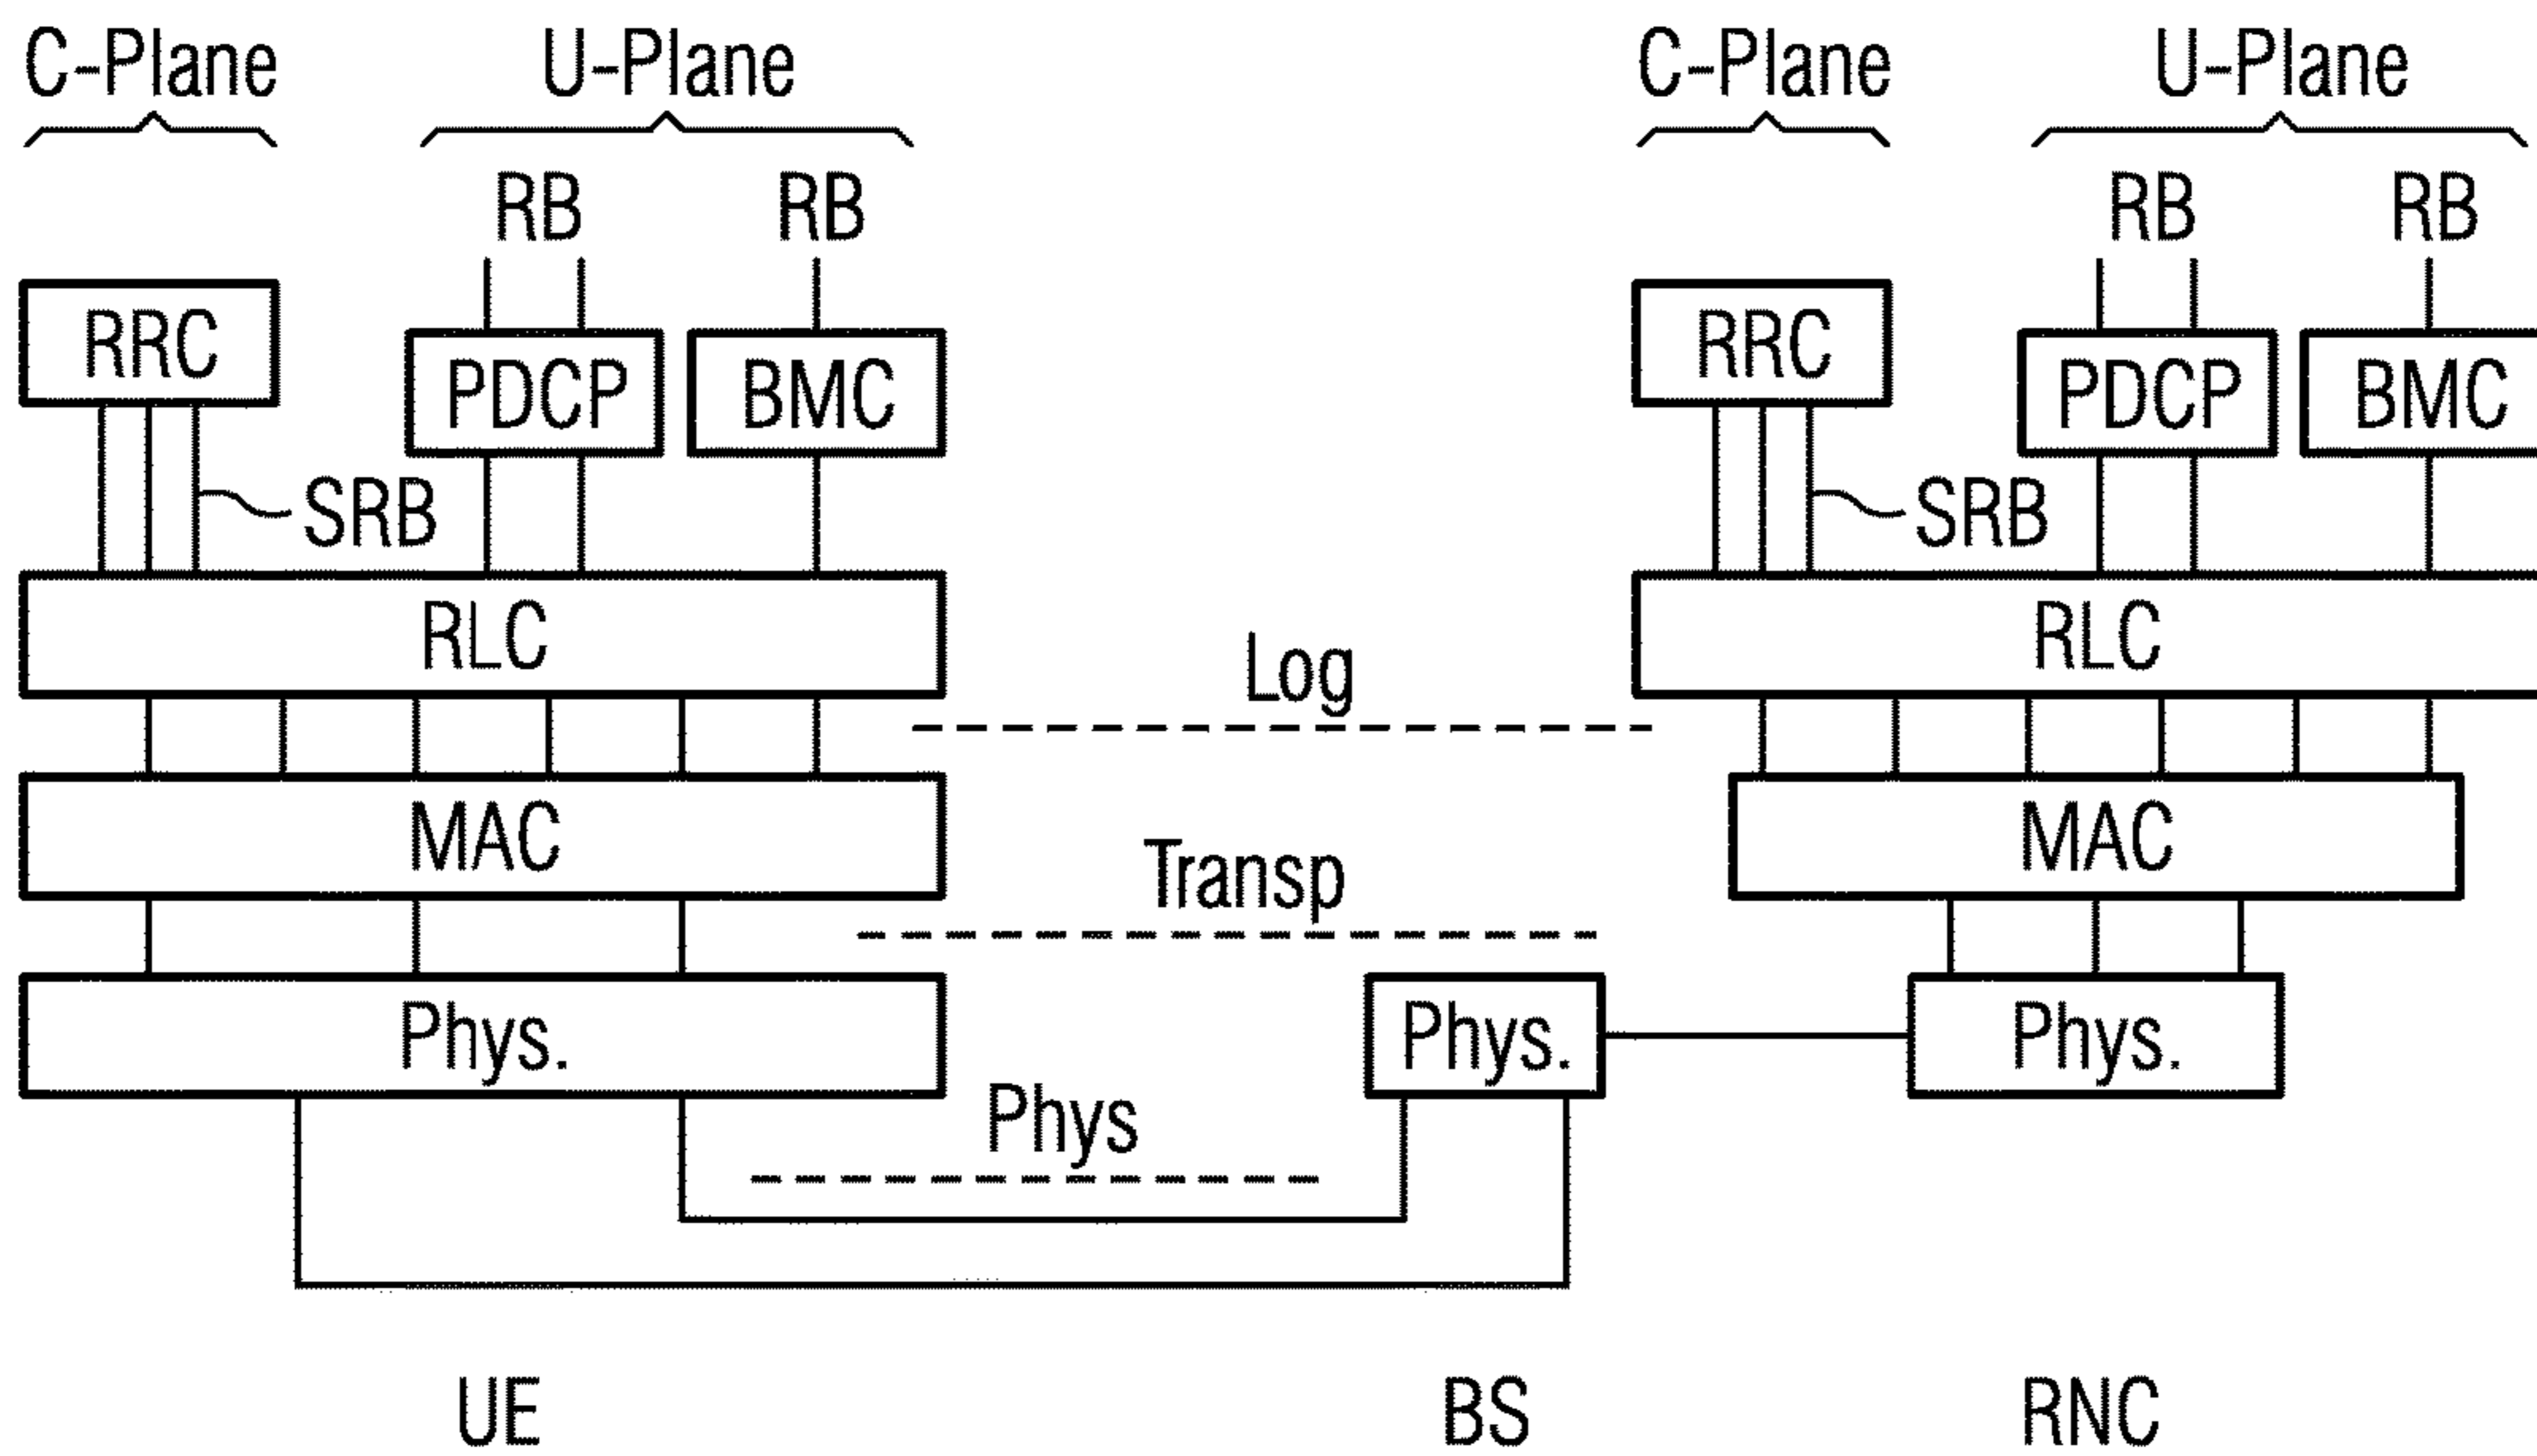 C-Plane U-Plane C-Plane U-Plane
RB RB RB RB
RRC PDCP BMC RRC PDCP BMC
SRB SRB
RLC RLC
Log
MAC MAC
Transp
Phys. Phys. Phys.
Phys
UE BS RNC